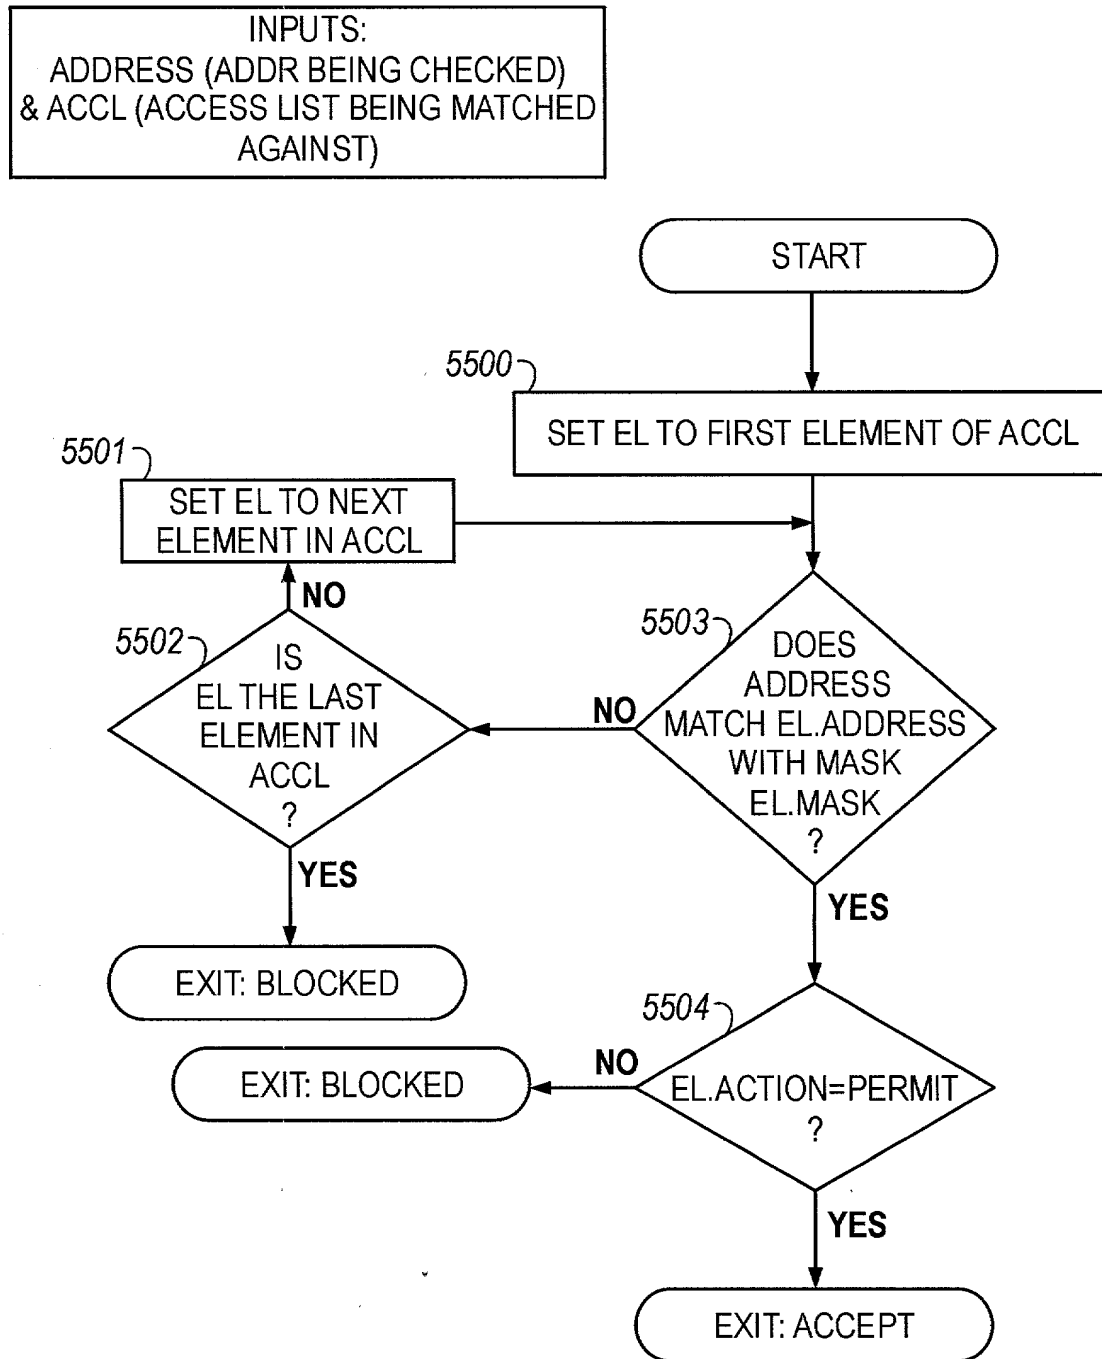 INPUTS:
ADDRESS (ADDR BEING CHECKED)
& ACCL (ACCESS LIST BEING MATCHED
AGAINST)
START
5500
SET EL TO FIRST ELEMENT OF ACCL
5501
SET EL TO NEXT
ELEMENT IN ACCL
NO
5502
IS
EL THE LAST
ELEMENT IN
ACCL
?
5503
DOES
ADDRESS
MATCH EL.ADDRESS
WITH MASK
EL.MASK
?
NO
YES
YES
EXIT: BLOCKED
5504
EL.ACTION=PERMIT
?
NO
EXIT: BLOCKED
YES
EXIT: ACCEPT